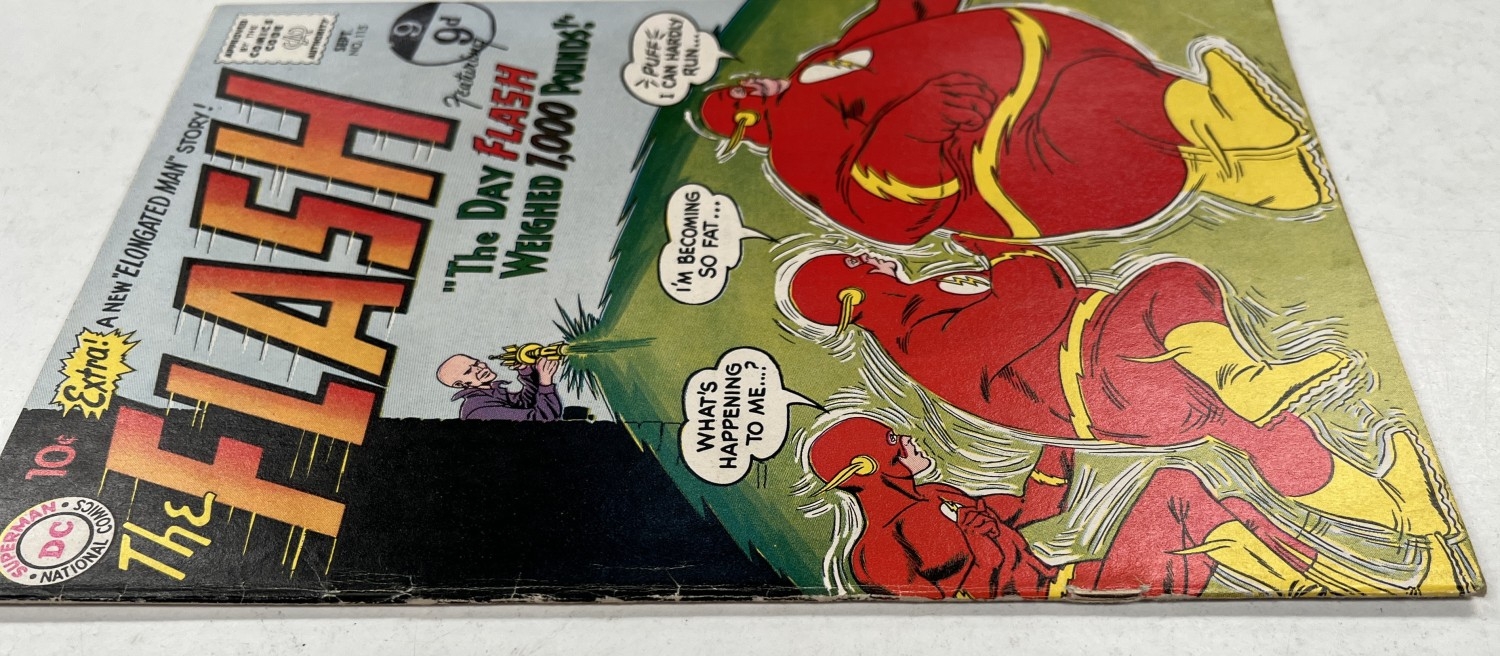 APPROVED
BY THE
COMICS
CODE
AUTHORITY
SEPT.
NO. 115
9
9d
Extra!
A NEW "ELONGATED MAN" STORY!
10¢
SUPERMAN • DC • NATIONAL COMICS •
The
FLASH
Featuring
"The DAY FLASH
WEIGHED 1,000 POUNDS!"
WHAT'S
HAPPENING
TO ME...?
I'M BECOMING
SO FAT...
PUFF
I CAN HARDLY
RUN...